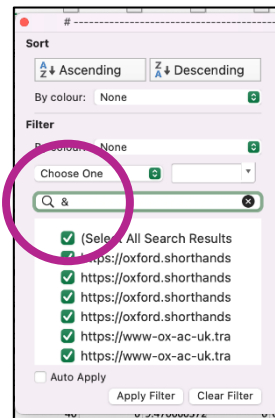 # ------------------
Sort
A Z Ascending
Z A Descending
By colour: None
Filter
By colour: None
Choose One
&
(Select All Search Results
https://oxford.shorthands
https://oxford.shorthands
https://oxford.shorthands
https://oxford.shorthands
https://www-ox-ac-uk.tra
https://www-ox-ac-uk.tra
Auto Apply
Apply Filter Clear Filter